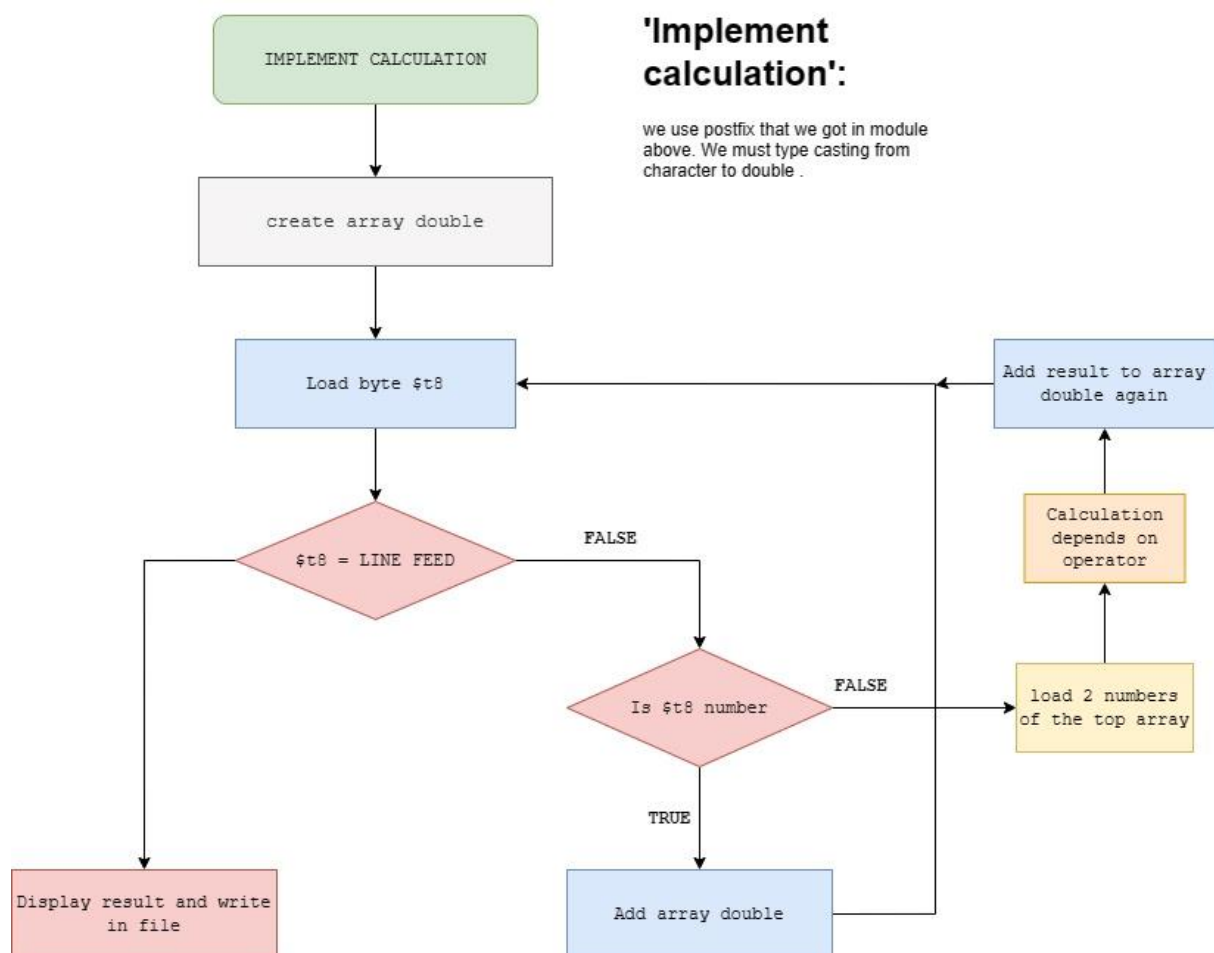 IMPLEMENT CALCULATION
'Implement
calculation':
we use postfix that we got in module
above. We must type casting from
character to double .
create array double
Load byte $t8
Add result to array
double again
Calculation
depends on
operator
$t8 = LINE FEED
FALSE
Is $t8 number
FALSE
load 2 numbers
of the top array
TRUE
Display result and write
in file
Add array double